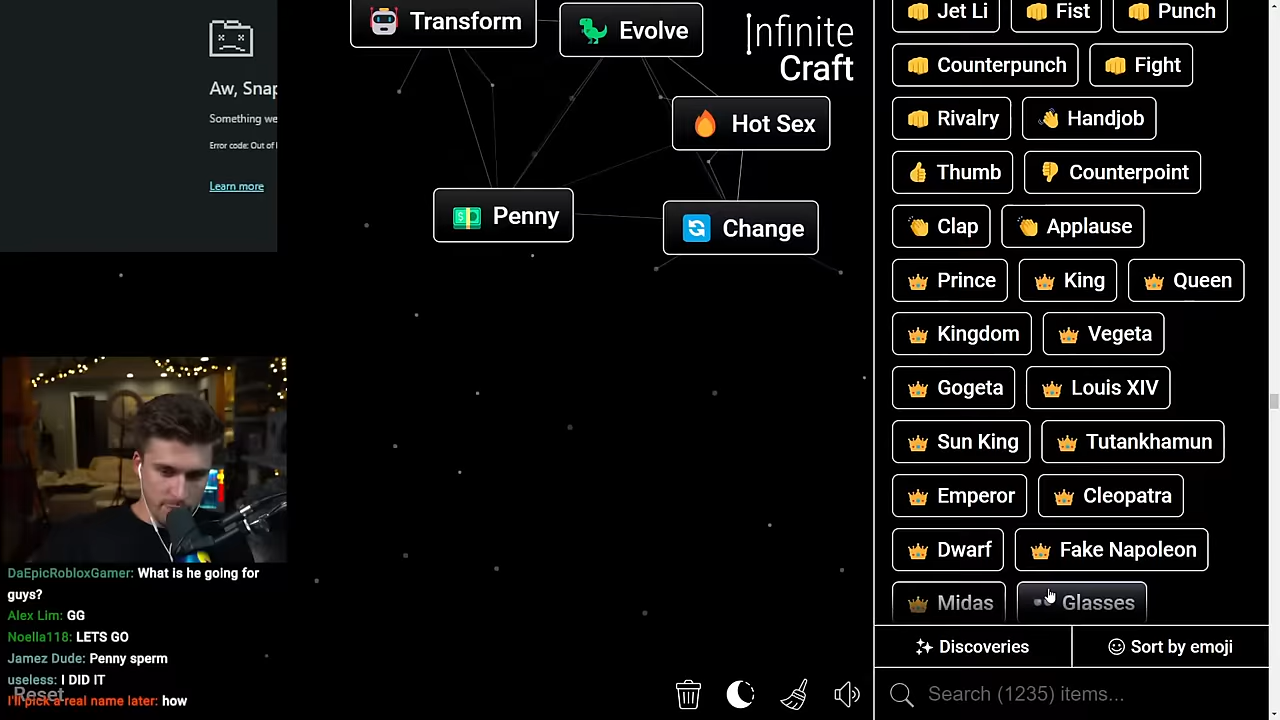 Aw, Snap
Something we
Error code: Out of
Learn more
Transform
Evolve
Infinite
Craft
Hot Sex
Penny
Change
Jet Li
Fist
Punch
Counterpunch
Fight
Rivalry
Handjob
Thumb
Counterpoint
Clap
Applause
Prince
King
Queen
Kingdom
Vegeta
Gogeta
Louis XIV
Sun King
Tutankhamun
Emperor
Cleopatra
Dwarf
Fake Napoleon
Midas
Glasses
Discoveries
Sort by emoji
Search (1235) items...
DaEpicRobloxGamer: What is he going for
guys?
Alex Lim: GG
Noella118: LETS GO
Jamez Dude: Penny sperm
useless: I DID IT
Reset
I'll pick a real name later: how